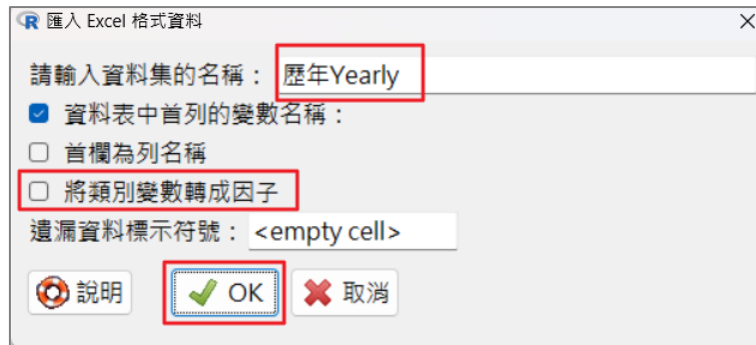 匯入 Excel 格式資料
請輸入資料集的名稱： 歷年Yearly
資料表中首列的變數名稱：
首欄為列名稱
將類別變數轉成因子
遺漏資料標示符號： <empty cell>
說明 OK 取消